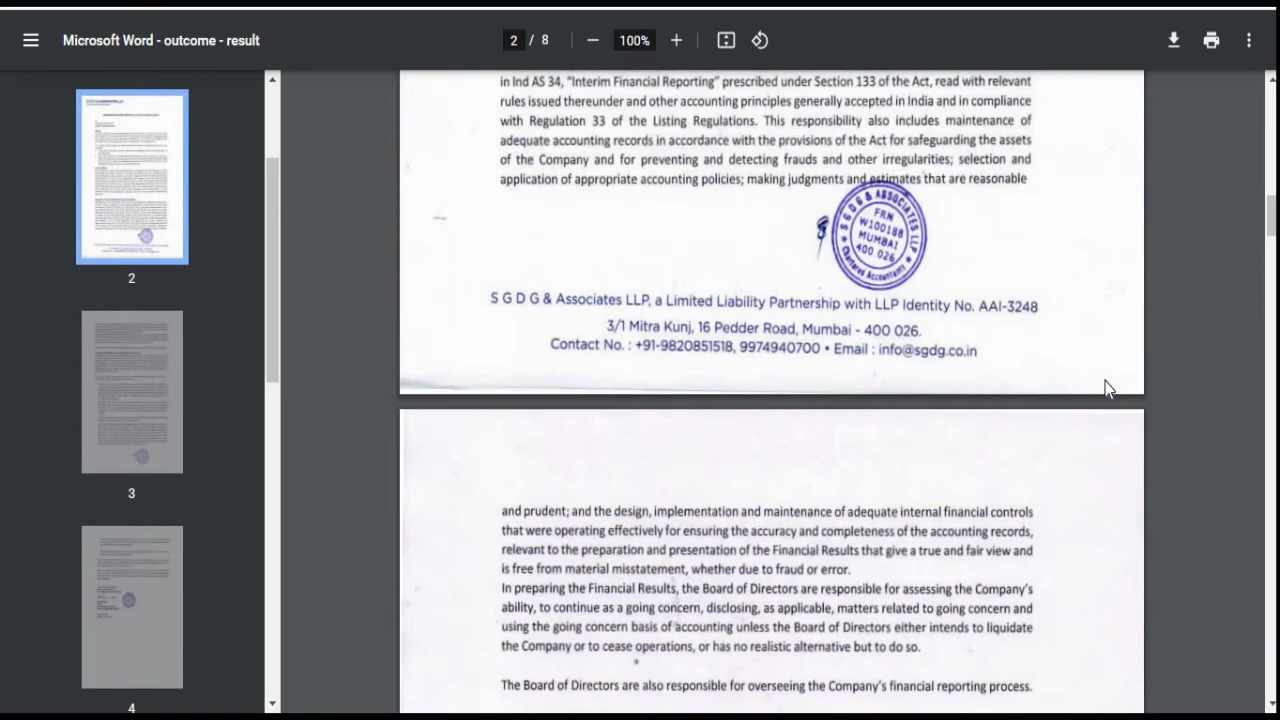 Microsoft Word - outcome - result
2 / 8
100%
2
3
4
in Ind AS 34, "Interim Financial Reporting" prescribed under Section 133 of the Act, read with relevant
rules issued thereunder and other accounting principles generally accepted in India and in compliance
with Regulation 33 of the Listing Regulations. This responsibility also includes maintenance of
adequate accounting records in accordance with the provisions of the Act for safeguarding the assets
of the Company and for preventing and detecting frauds and other irregularities; selection and
application of appropriate accounting policies; making judgments and estimates that are reasonable
S G D G & ASSOCIATES LLP
FRN
W100188
MUMBAI
400 026
Chartered Accountants
S G D G & Associates LLP, a Limited Liability Partnership with LLP Identity No. AAI-3248
3/1 Mitra Kunj, 16 Pedder Road, Mumbai - 400 026.
Contact No. : +91-9820851518, 9974940700 • Email : info@sgdg.co.in
and prudent; and the design, implementation and maintenance of adequate internal financial controls
that were operating effectively for ensuring the accuracy and completeness of the accounting records,
relevant to the preparation and presentation of the Financial Results that give a true and fair view and
is free from material misstatement, whether due to fraud or error.
In preparing the Financial Results, the Board of Directors are responsible for assessing the Company's
ability, to continue as a going concern, disclosing, as applicable, matters related to going concern and
using the going concern basis of accounting unless the Board of Directors either intends to liquidate
the Company or to cease operations, or has no realistic alternative but to do so.
The Board of Directors are also responsible for overseeing the Company's financial reporting process.